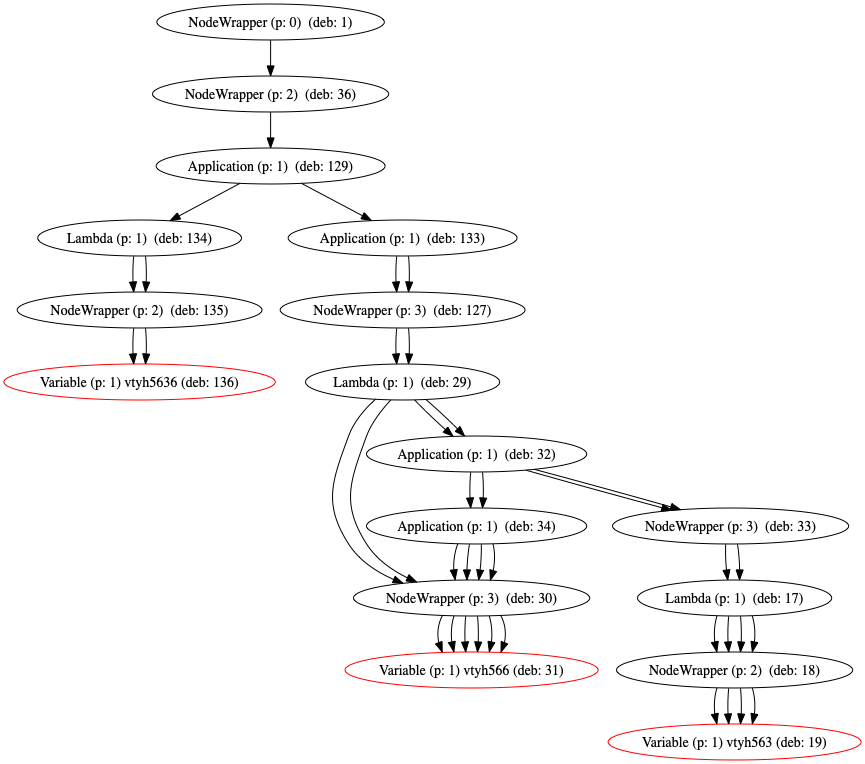 NodeWrapper (p: 0)  (deb: 1)
NodeWrapper (p: 2)  (deb: 36)
Application (p: 1)  (deb: 129)
Lambda (p: 1)  (deb: 134)
Application (p: 1)  (deb: 133)
NodeWrapper (p: 2)  (deb: 135)
NodeWrapper (p: 3)  (deb: 127)
Variable (p: 1) vtyh5636 (deb: 136)
Lambda (p: 1)  (deb: 29)
Application (p: 1)  (deb: 32)
Application (p: 1)  (deb: 34)
NodeWrapper (p: 3)  (deb: 33)
NodeWrapper (p: 3)  (deb: 30)
Lambda (p: 1)  (deb: 17)
Variable (p: 1) vtyh566 (deb: 31)
NodeWrapper (p: 2)  (deb: 18)
Variable (p: 1) vtyh563 (deb: 19)